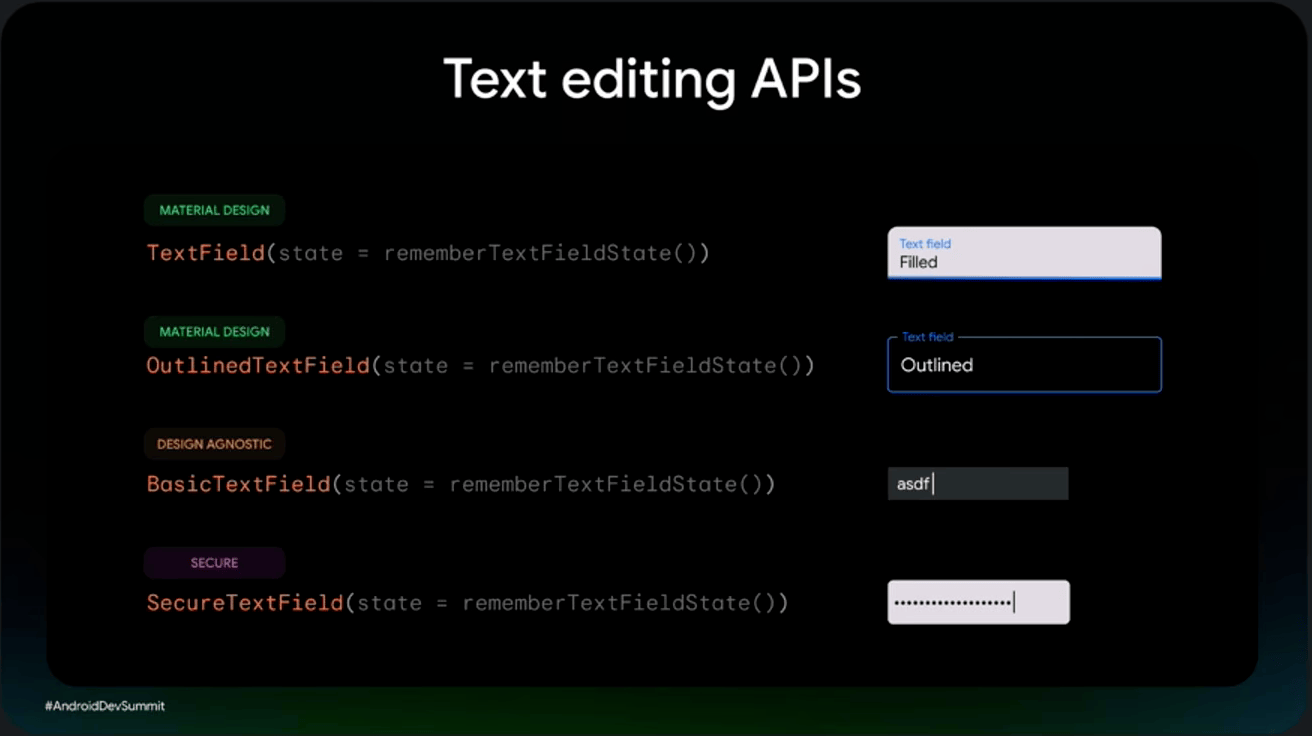 Text editing APIs
MATERIAL DESIGN
TextField(state = rememberTextFieldState())
Text field
Filled
MATERIAL DESIGN
OutlinedTextField(state = rememberTextFieldState())
Text field
Outlined
DESIGN AGNOSTIC
BasicTextField(state = rememberTextFieldState())
asdf
SECURE
SecureTextField(state = rememberTextFieldState())
#AndroidDevSummit